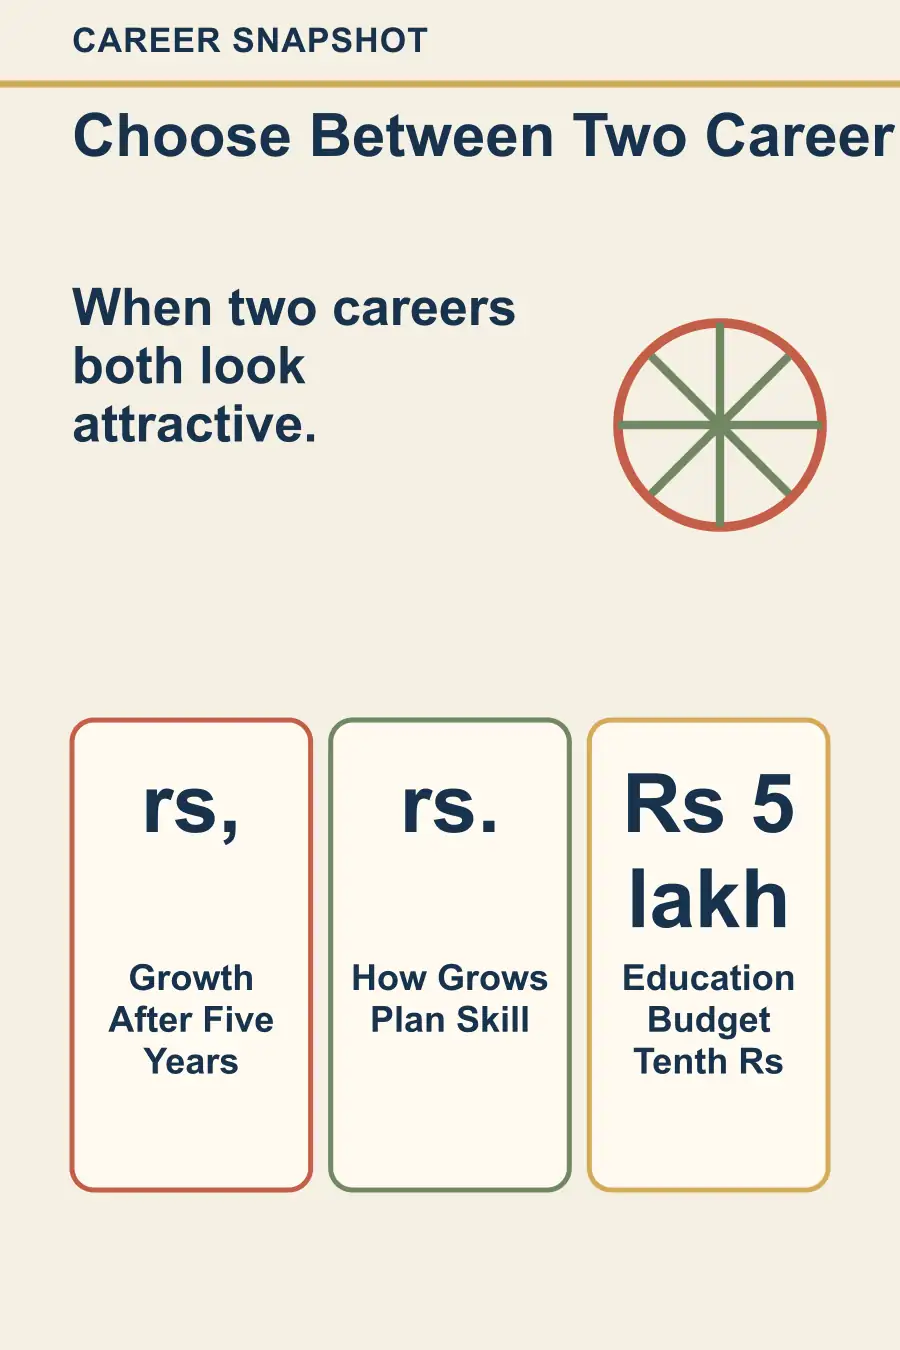 CAREER SNAPSHOT
Choose Between Two Career
When two careers
both look
attractive.
rs,
Growth
After Five
Years
rs.
How Grows
Plan Skill
Rs 5
lakh
Education
Budget
Tenth Rs